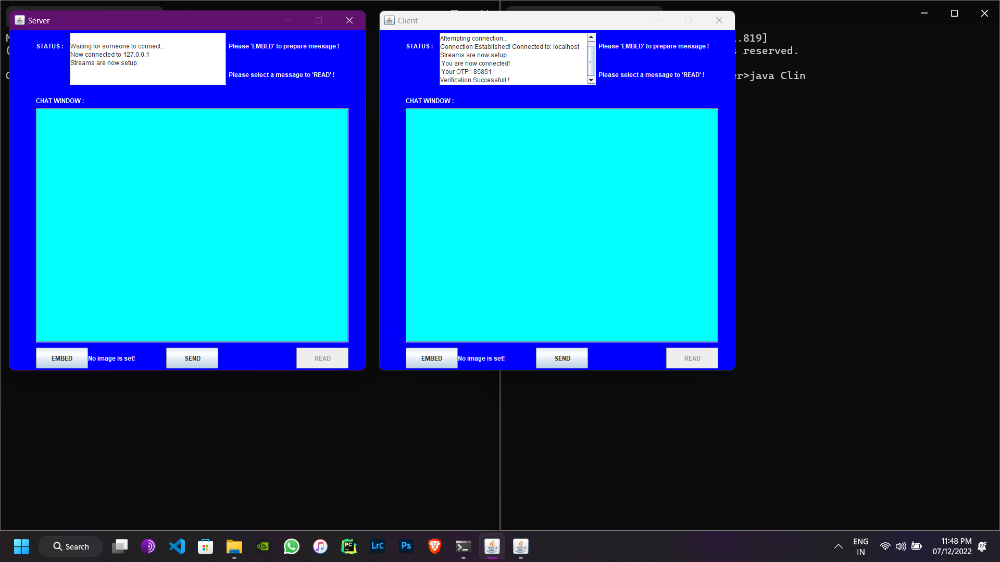 Server
STATUS :
Waiting for someone to connect...
Now connected to 127.0.0.1
Streams are now setup
Please 'EMBED' to prepare message !
Please select a message to 'READ' !
CHAT WINDOW :
EMBED
No image is set!
SEND
READ
Client
STATUS :
Attempting connection...
Connection Established! Connected to: localhost
Streams are now setup
You are now connected!
Your OTP : 85851
Verification Successfull !
Please 'EMBED' to prepare message !
Please select a message to 'READ' !
CHAT WINDOW :
EMBED
No image is set!
SEND
READ
.819]
reserved.
er>java Clin
Search
PC
LrC
Ps
ENG
IN
11:48 PM
07/12/2022